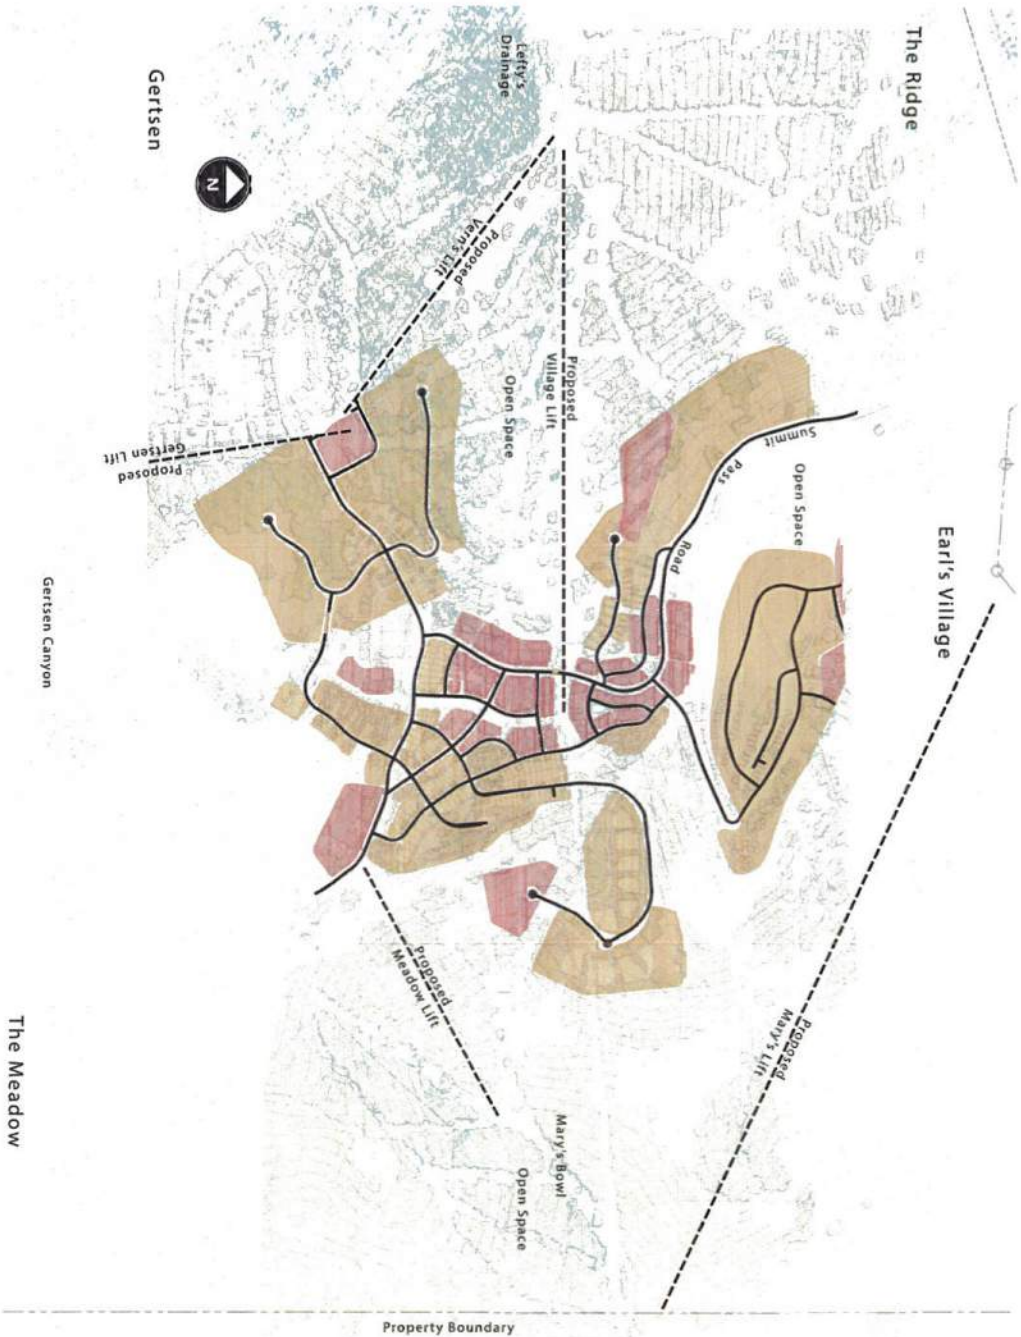 The Ridge
Lefty's
Drainage
Gertsen
N
Proposed
Vern's Lift
Proposed
Village Lift
Open Space
Summit
Pass
Road
Open Space
Earl's Village
Proposed
Gertsen Lift
Gertsen Canyon
Proposed
Meadow Lift
Proposed
Mary's Lift
Mary's Bowl
Open Space
The Meadow
Property Boundary